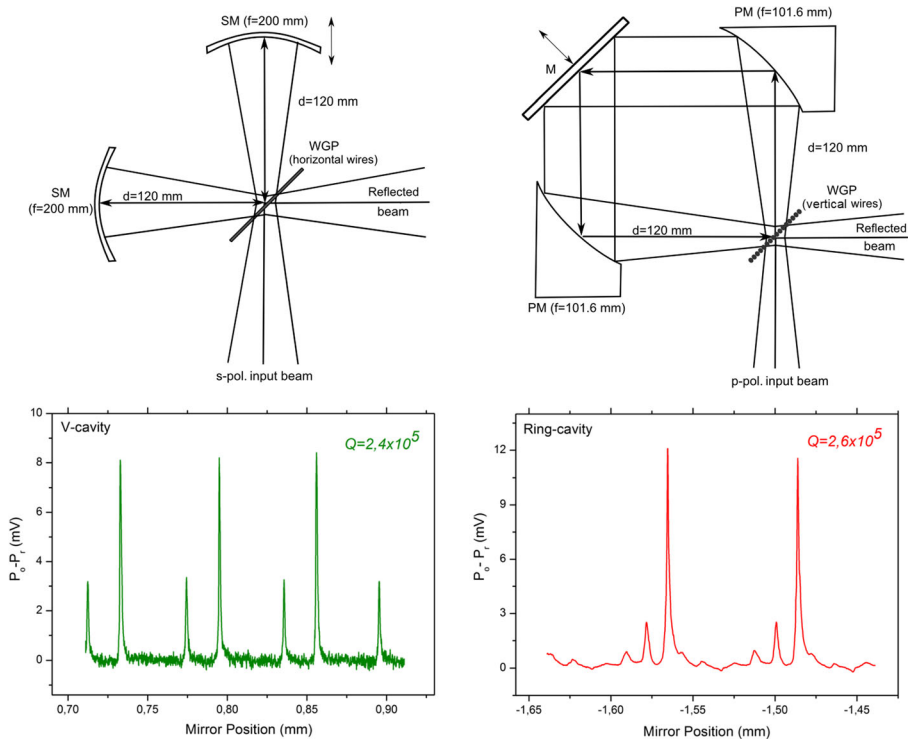 SM (f=200 mm)
d=120 mm
WGP
(horizontal wires)
SM
(f=200 mm)
d=120 mm
Reflected
beam
s-pol. input beam
PM (f=101.6 mm)
M
d=120 mm
WGP
(vertical wires)
d=120 mm
Reflected
beam
PM (f=101.6 mm)
p-pol. input beam
V-cavity
Q=2,4x10^5
P_o-P_r (mV)
10
8
6
4
2
0
0,70 0,75 0,80 0,85 0,90
Mirror Position (mm)
Ring-cavity
Q=2,6x10^5
P_o- P_r (mV)
12
9
6
3
0
-1,65 -1,60 -1,55 -1,50 -1,45
Mirror Position (mm)